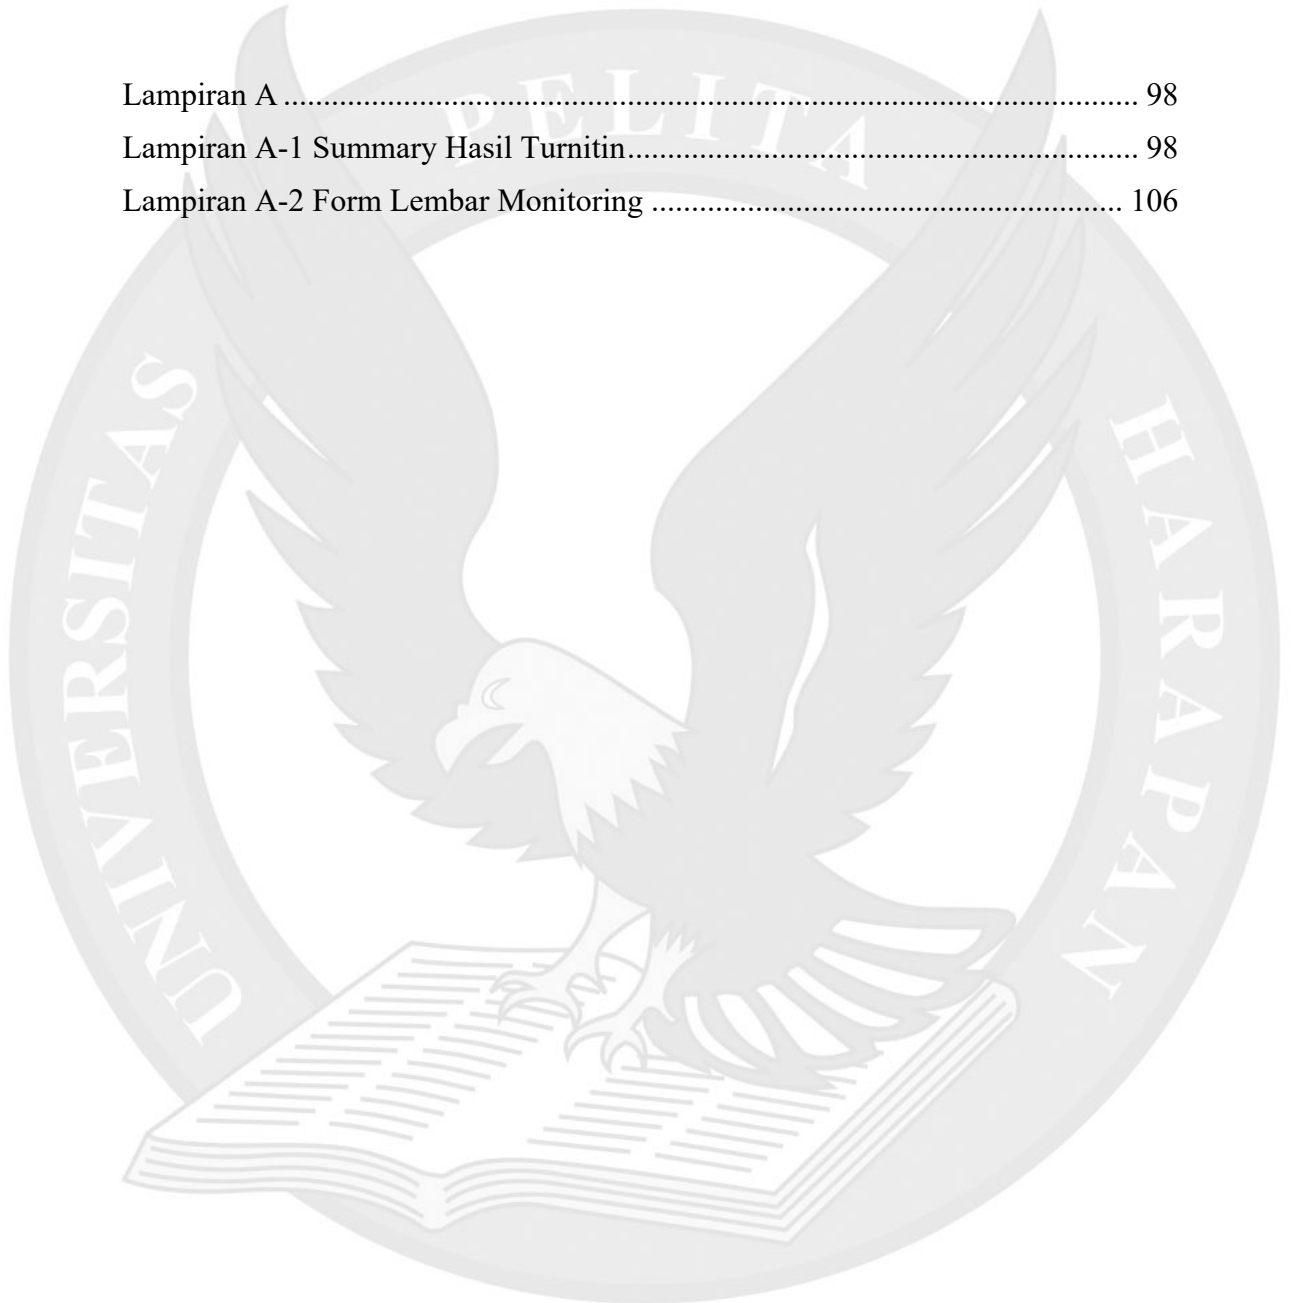 Lampiran A ........................................................................................................... 98
Lampiran A-1 Summary Hasil Turnitin................................................................ 98
Lampiran A-2 Form Lembar Monitoring ........................................................... 106
UNIVERSITAS PELITA HARAPAN